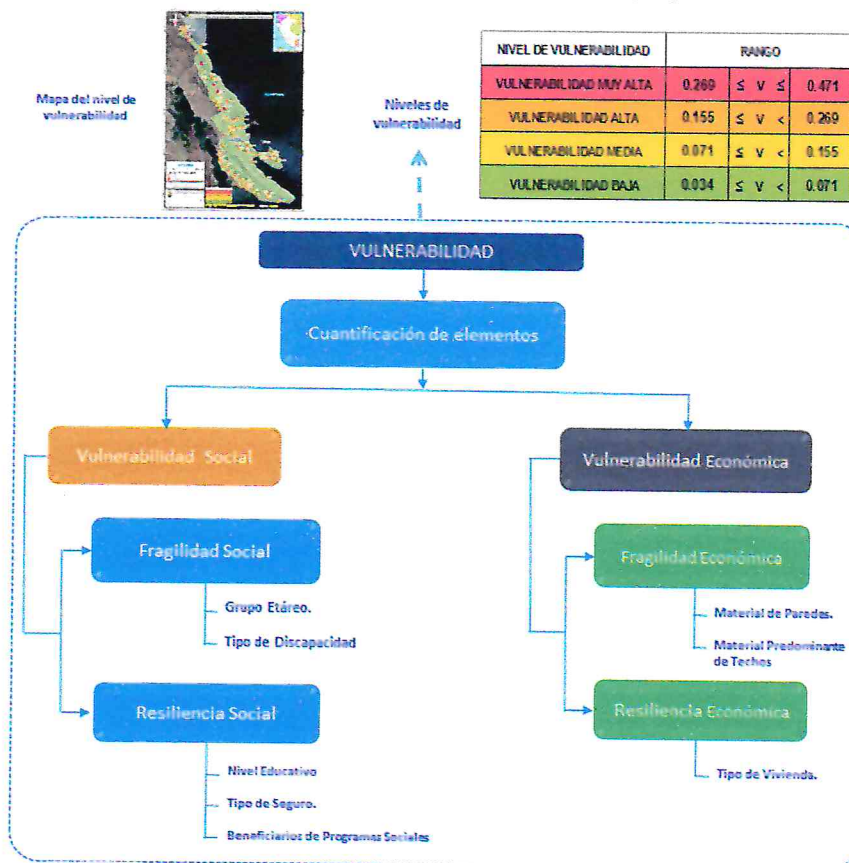 Mapa del nivel de
vulnerabilidad
Niveles de
vulnerabilidad
NIVEL DE VULNERABILIDAD RANGO
VULNERABILIDAD MUY ALTA 0.269 ≤ V ≤ 0.471
VULNERABILIDAD ALTA 0.155 ≤ V < 0.269
VULNERABILIDAD MEDIA 0.071 ≤ V < 0.155
VULNERABILIDAD BAJA 0.034 ≤ V < 0.071
VULNERABILIDAD
Cuantificación de elementos
Vulnerabilidad Social
Vulnerabilidad Económica
Fragilidad Social
Grupo Etáreo.
Tipo de Discapacidad
Resiliencia Social
Nivel Educativo
Tipo de Seguro.
Beneficiarios de Programas Sociales
Fragilidad Económica
Material de Paredes.
Material Predominante
de Techos
Resiliencia Económica
Tipo de Vivienda.